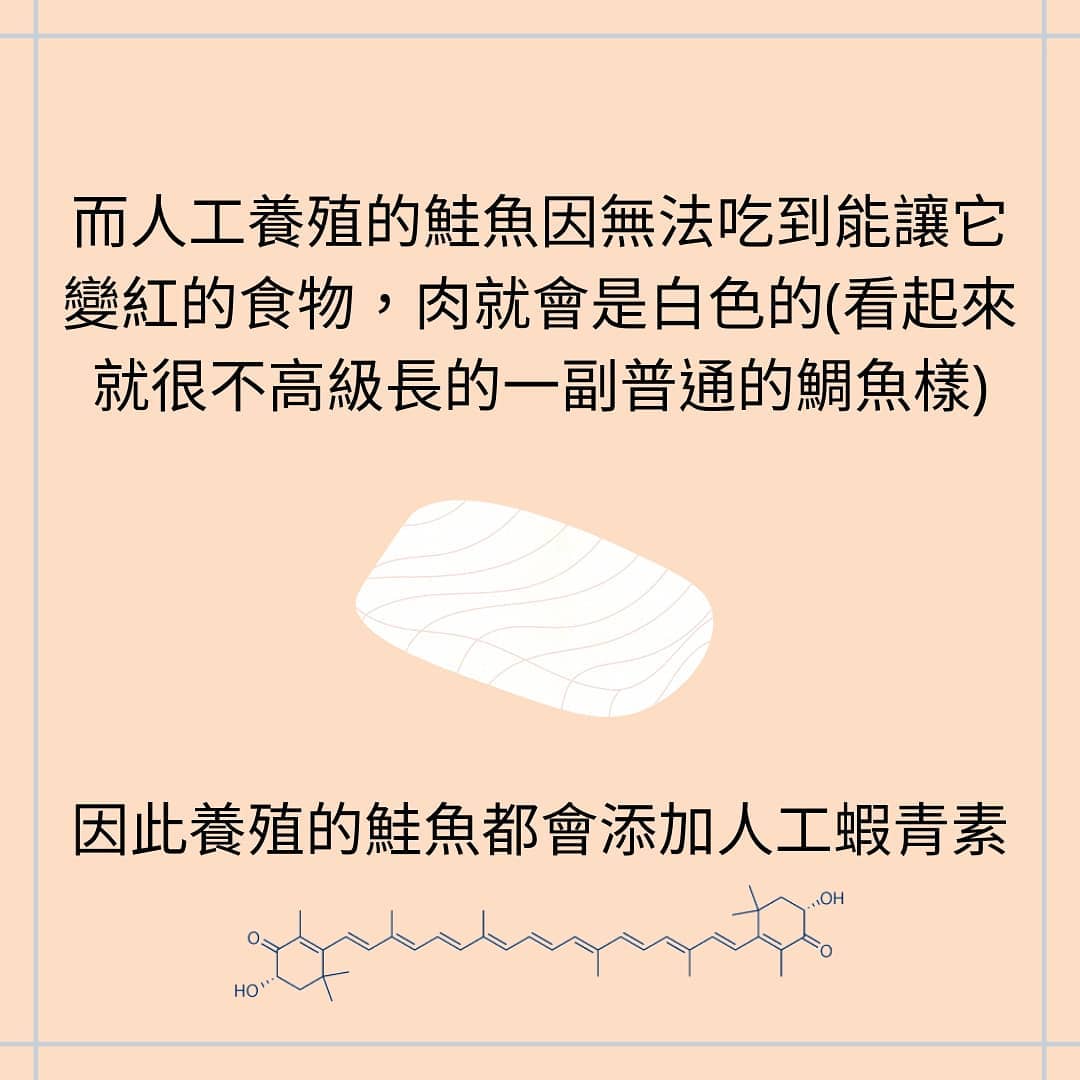 而人工養殖的鮭魚因無法吃到能讓它
變紅的食物，肉就會是白色的(看起來
就很不高級長的一副普通的鯛魚樣)
因此養殖的鮭魚都會添加人工蝦青素
OH
O
O
HO